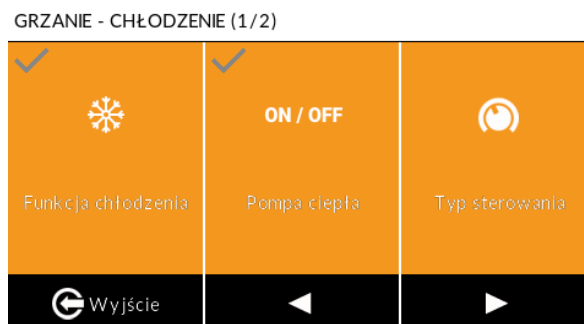 GRZANIE - CHŁODZENIE (1/2)
ON / OFF
Funkcja chłodzenia
Pompa ciepła
Typ sterowania
Wyjście